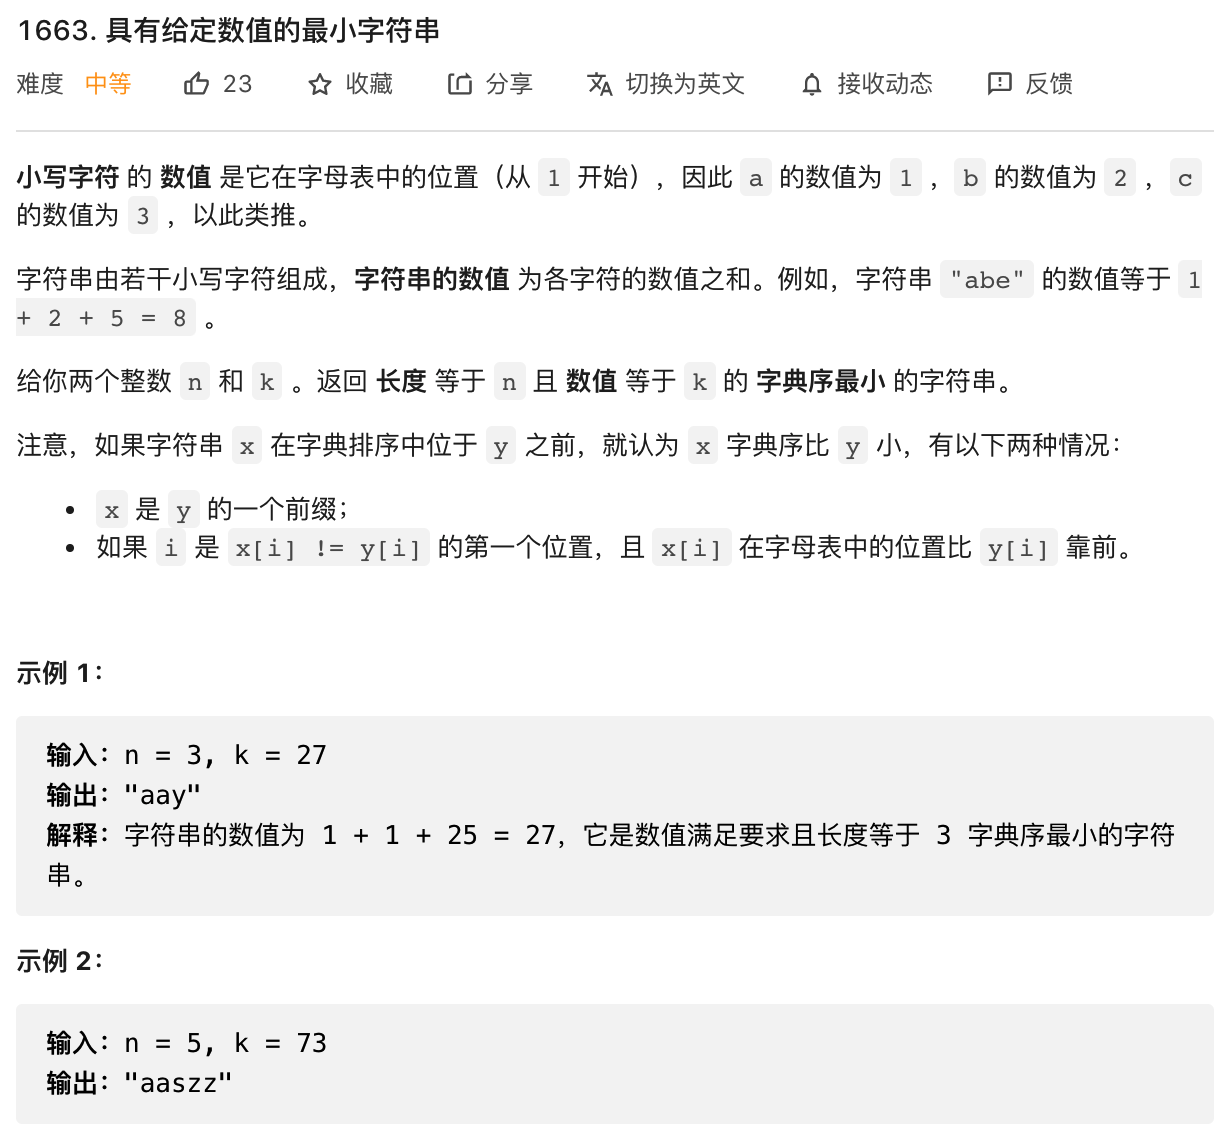 1663. 具有给定数值的最小字符串
难度 中等 23 收藏 分享 切换为英文 接收动态 反馈
小写字符 的 数值 是它在字母表中的位置（从 1 开始），因此 a 的数值为 1 ，b 的数值为 2 ，c
的数值为 3 ，以此类推。
字符串由若干小写字符组成，字符串的数值 为各字符的数值之和。例如，字符串 "abe" 的数值等于 1
+ 2 + 5 = 8 。
给你两个整数 n 和 k 。返回 长度 等于 n 且 数值 等于 k 的 字典序最小 的字符串。
注意，如果字符串 x 在字典排序中位于 y 之前，就认为 x 字典序比 y 小，有以下两种情况：
• x 是 y 的一个前缀；
• 如果 i 是 x[i] != y[i] 的第一个位置，且 x[i] 在字母表中的位置比 y[i] 靠前。
示例 1：
输入：n = 3, k = 27
输出："aay"
解释：字符串的数值为 1 + 1 + 25 = 27，它是数值满足要求且长度等于 3 字典序最小的字符
串。
示例 2：
输入：n = 5, k = 73
输出："aaszz"